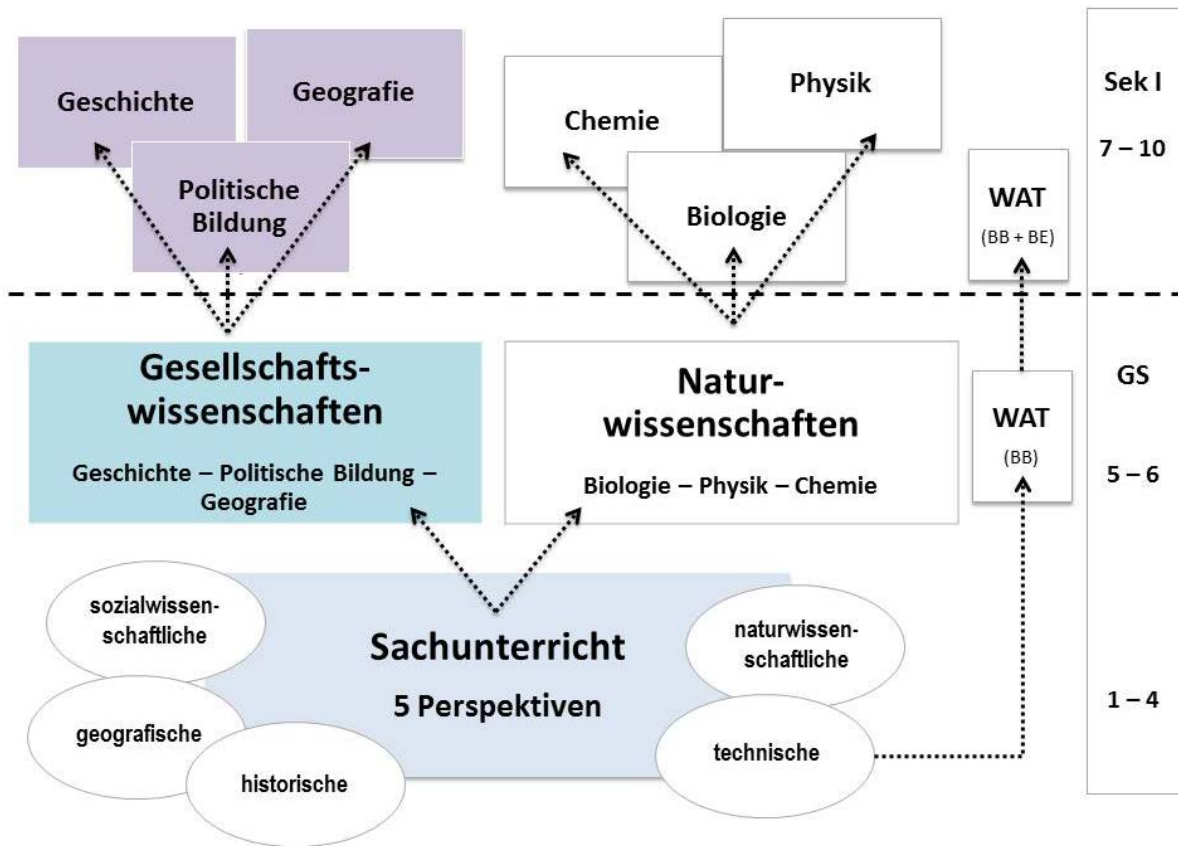 Geschichte
Geografie
Politische
Bildung
Chemie
Physik
Biologie
WAT
(BB + BE)
Sek I
7 – 10
Gesellschafts-
wissenschaften
Geschichte – Politische Bildung –
Geografie
Natur-
wissenschaften
Biologie – Physik – Chemie
WAT
(BB)
GS
5 – 6
sozialwissen-
schaftliche
geografische
historische
Sachunterricht
5 Perspektiven
naturwissen-
schaftliche
technische
1 – 4